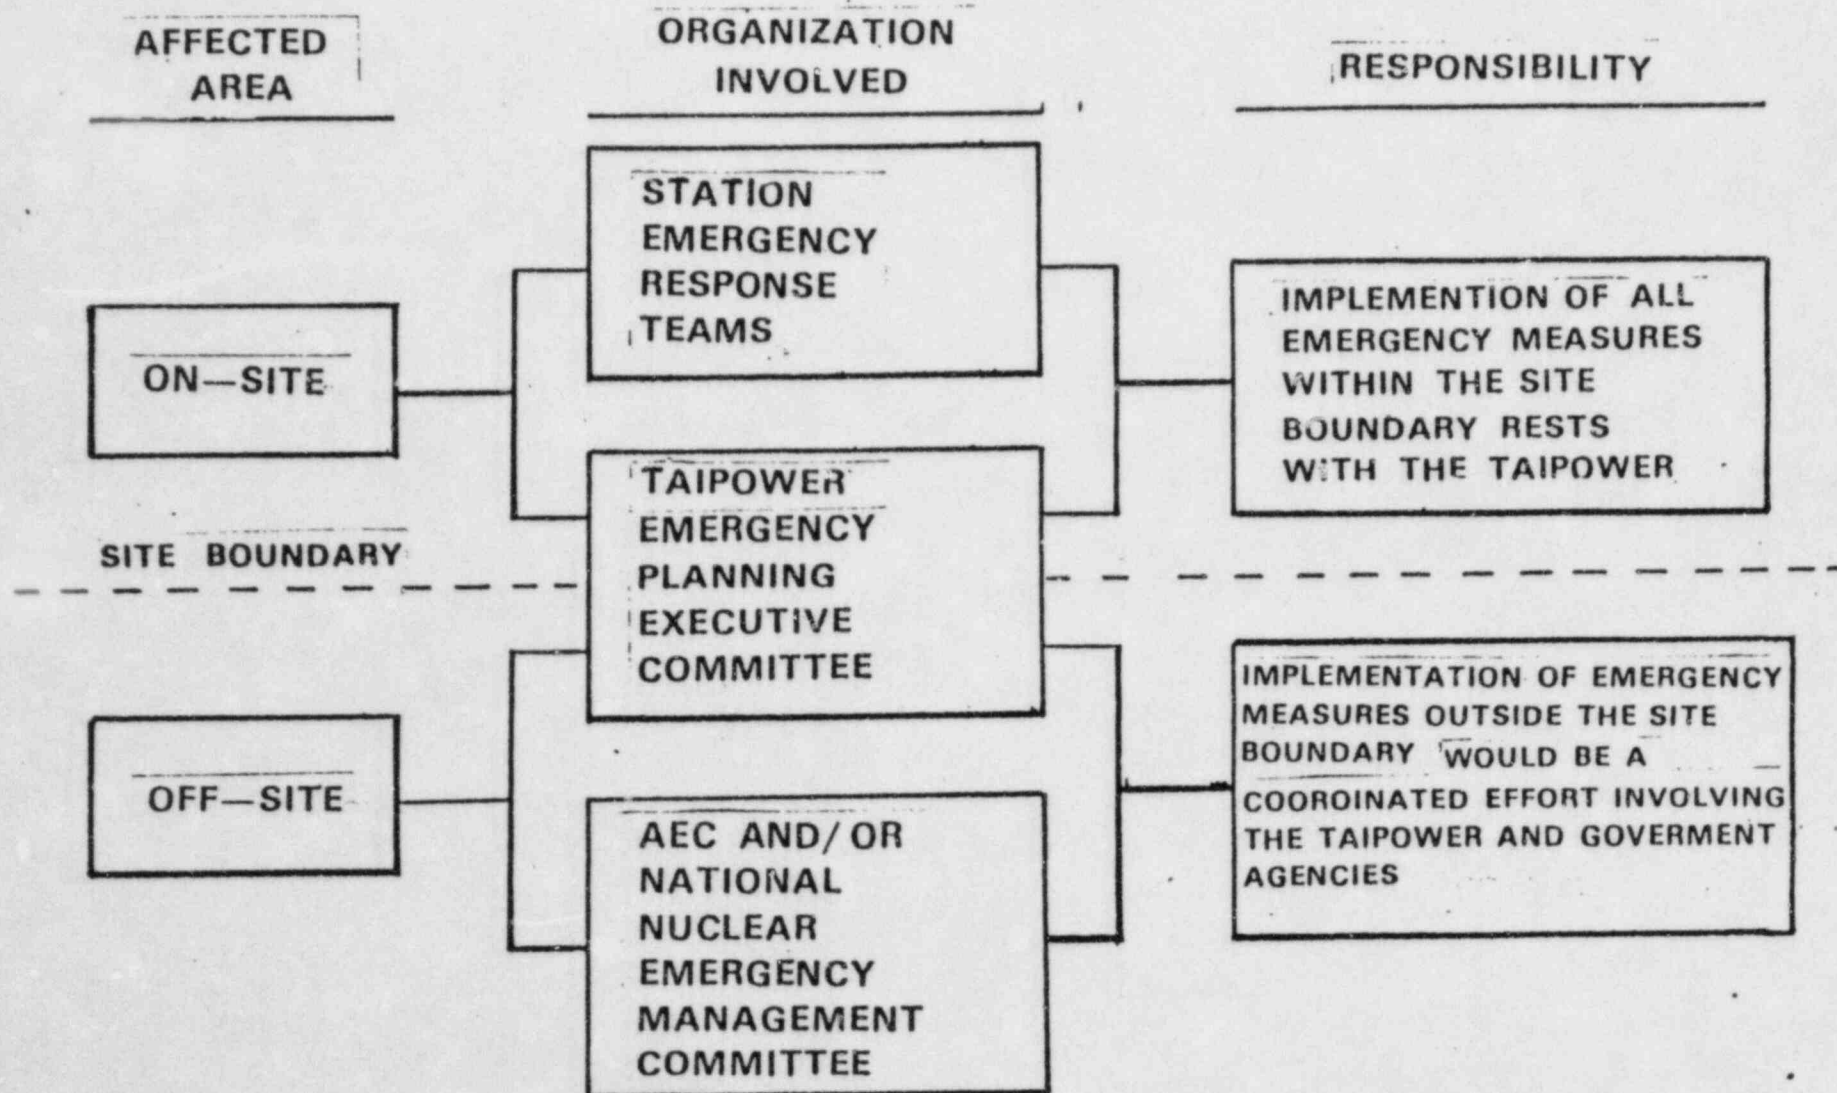 AFFECTED
AREA
ORGANIZATION
INVOLVED
RESPONSIBILITY
ON—SITE
STATION
EMERGENCY
RESPONSE
TEAMS
TAIPOWER
EMERGENCY
PLANNING
EXECUTIVE
COMMITTEE
IMPLEMENTION OF ALL
EMERGENCY MEASURES
WITHIN THE SITE
BOUNDARY RESTS
WITH THE TAIPOWER
SITE BOUNDARY
OFF—SITE
AEC AND/OR
NATIONAL
NUCLEAR
EMERGENCY
MANAGEMENT
COMMITTEE
IMPLEMENTATION OF EMERGENCY
MEASURES OUTSIDE THE SITE
BOUNDARY WOULD BE A
COOROINATED EFFORT INVOLVING
THE TAIPOWER AND GOVERMENT
AGENCIES